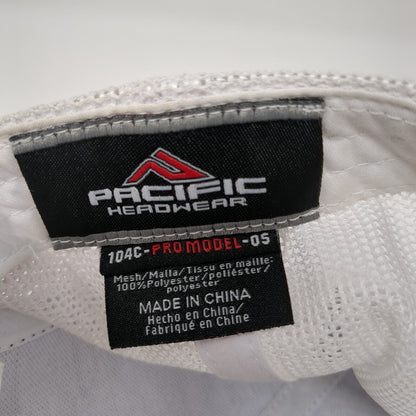 PACIFIC
HEADWEAR
104C-PRO MODEL-OS
Mesh/Malla/Tissu en maille:
100%Polyester/poliéster/
polyester
MADE IN CHINA
Hecho en China/
Fabriqué en Chine